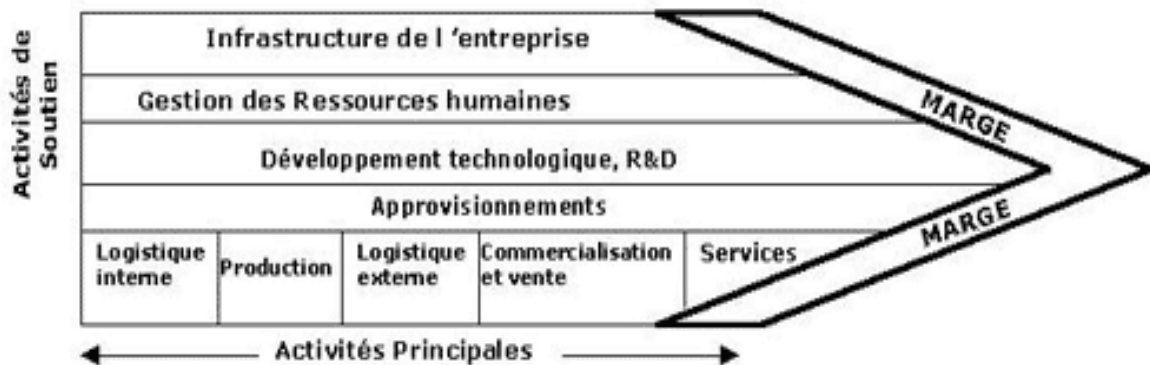 Activités de
Soutien
Infrastructure de l 'entreprise
Gestion des Ressources humaines
Développement technologique, R&D
Approvisionnements
Logistique
interne
Production
Logistique
externe
Commercialisation
et vente
Services
MARGE
MARGE
Activités Principales